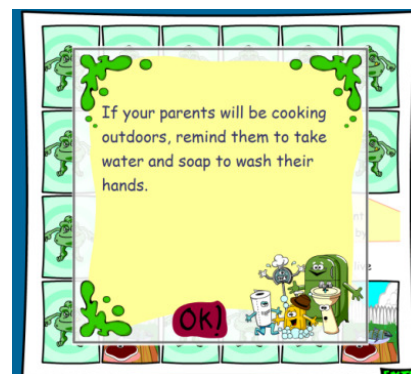 If your parents will be cooking
outdoors, remind them to take
water and soap to wash their
hands.
OK!